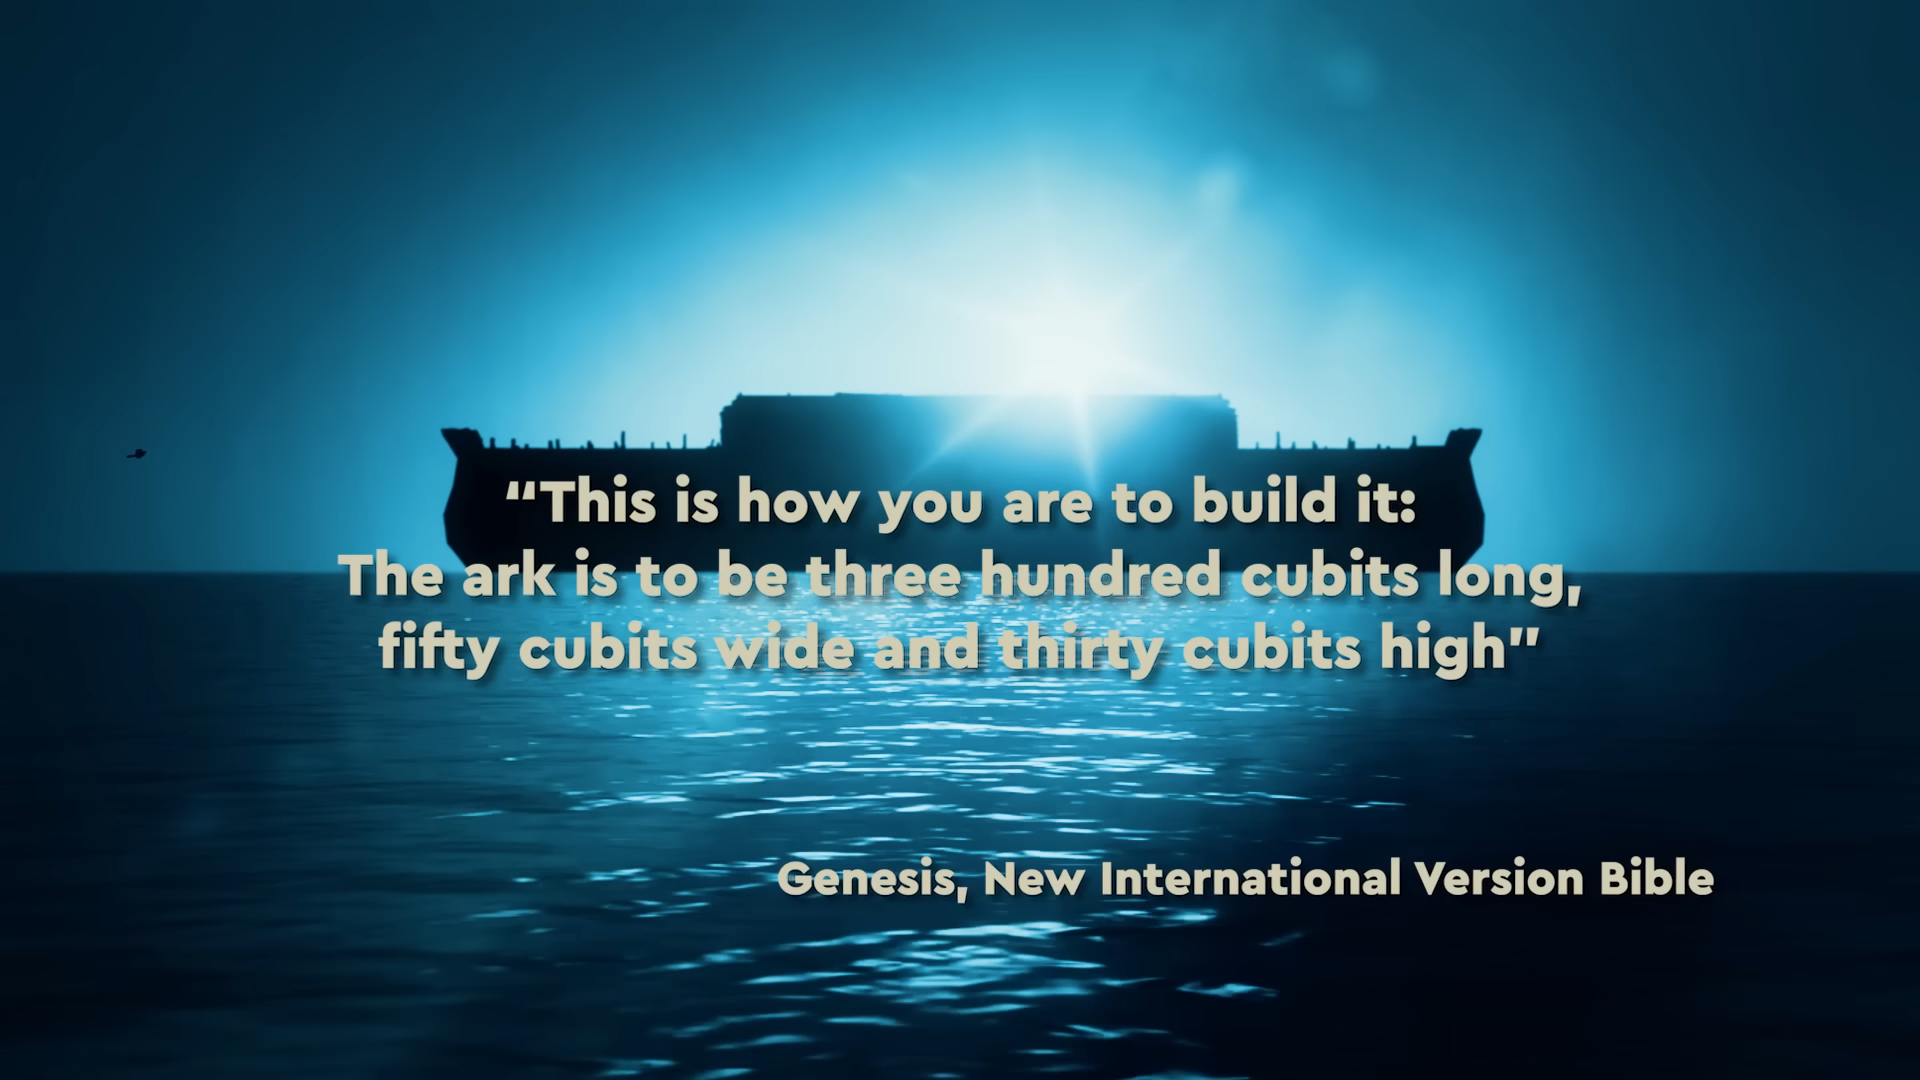 “This is how you are to build it:
The ark is to be three hundred cubits long,
fifty cubits wide and thirty cubits high”
Genesis, New International Version Bible